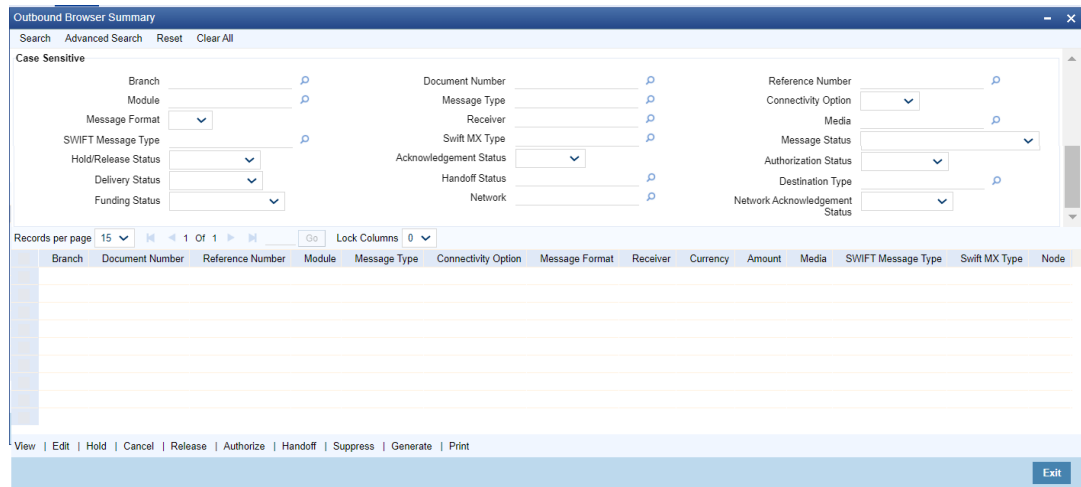 Outbound Browser Summary
Search Advanced Search Reset Clear All
Case Sensitive
Branch Document Number Reference Number
Module Message Type Connectivity Option
Message Format Receiver Media
SWIFT Message Type Swift MX Type Message Status
Hold/Release Status Acknowledgement Status Authorization Status
Delivery Status Handoff Status Destination Type
Funding Status Network Network Acknowledgement
Status
Records per page 15 1 Of 1 Go Lock Columns 0
Branch Document Number Reference Number Module Message Type Connectivity Option Message Format Receiver Currency Amount Media SWIFT Message Type Swift MX Type Node
View | Edit | Hold | Cancel | Release | Authorize | Handoff | Suppress | Generate | Print
Exit